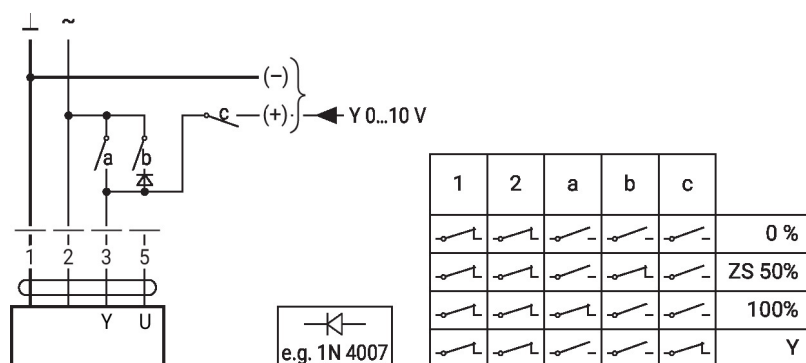 ⊥ ~
(–)
c (+) Y 0...10 V
a b
1 2 3 5
Y U
e.g. 1N 4007
1 2 a b c
0 %
ZS 50%
100%
Y